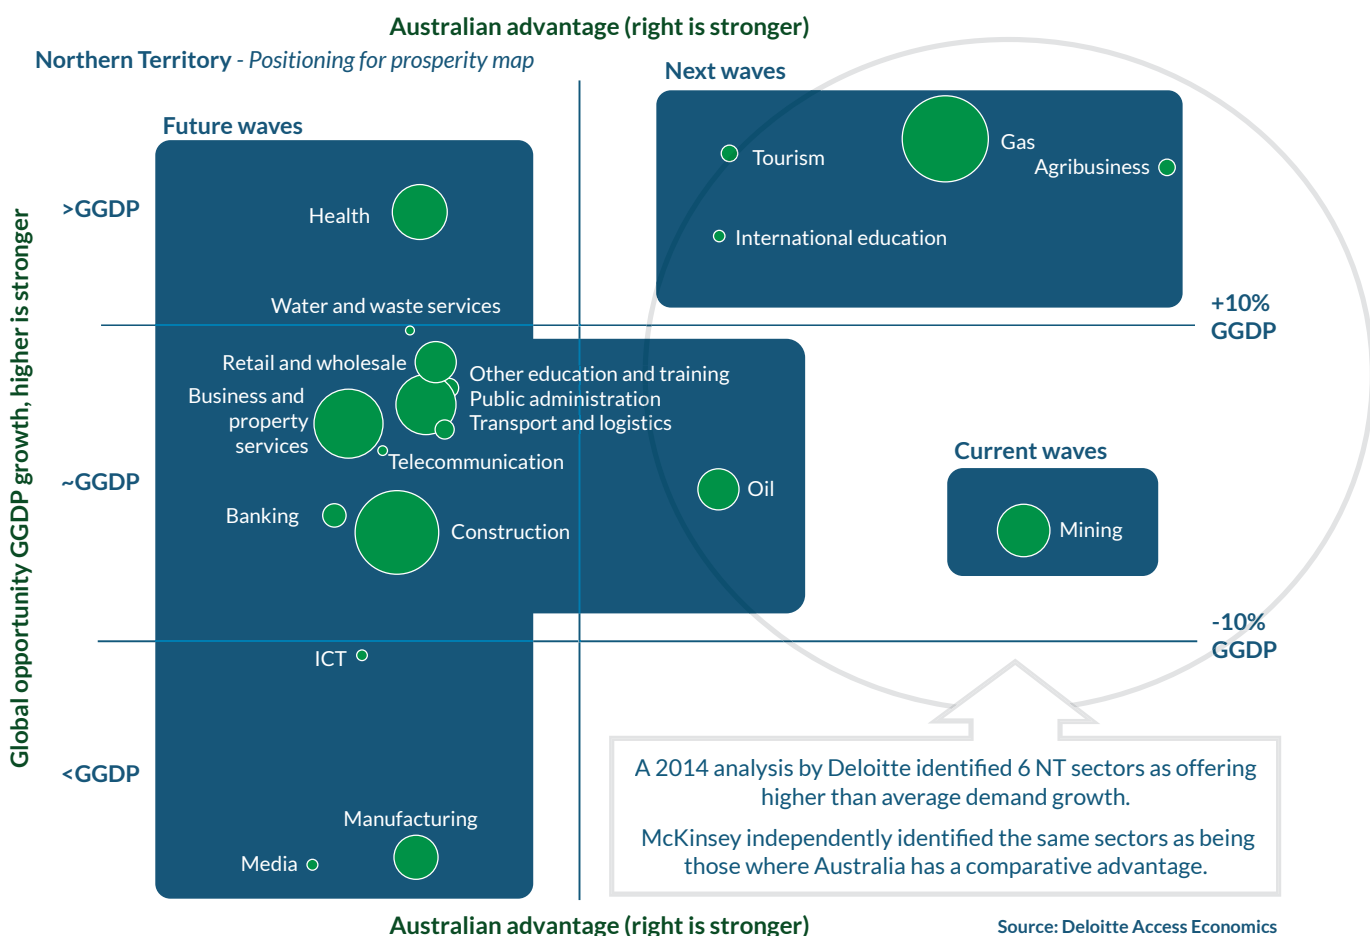 Australian advantage (right is stronger)
Northern Territory - Positioning for prosperity map
Next waves
Future waves
Tourism
Gas
Agribusiness
International education
>GGDP
Health
Water and waste services
+10%
GGDP
Retail and wholesale
Other education and training
Public administration
Transport and logistics
Business and
property
services
Telecommunication
Current waves
~GGDP
Oil
Banking
Construction
Mining
-10%
GGDP
ICT
<GGDP
Manufacturing
Media
Global opportunity GGDP growth, higher is stronger
A 2014 analysis by Deloitte identified 6 NT sectors as offering
higher than average demand growth.
McKinsey independently identified the same sectors as being
those where Australia has a comparative advantage.
Australian advantage (right is stronger)
Source: Deloitte Access Economics